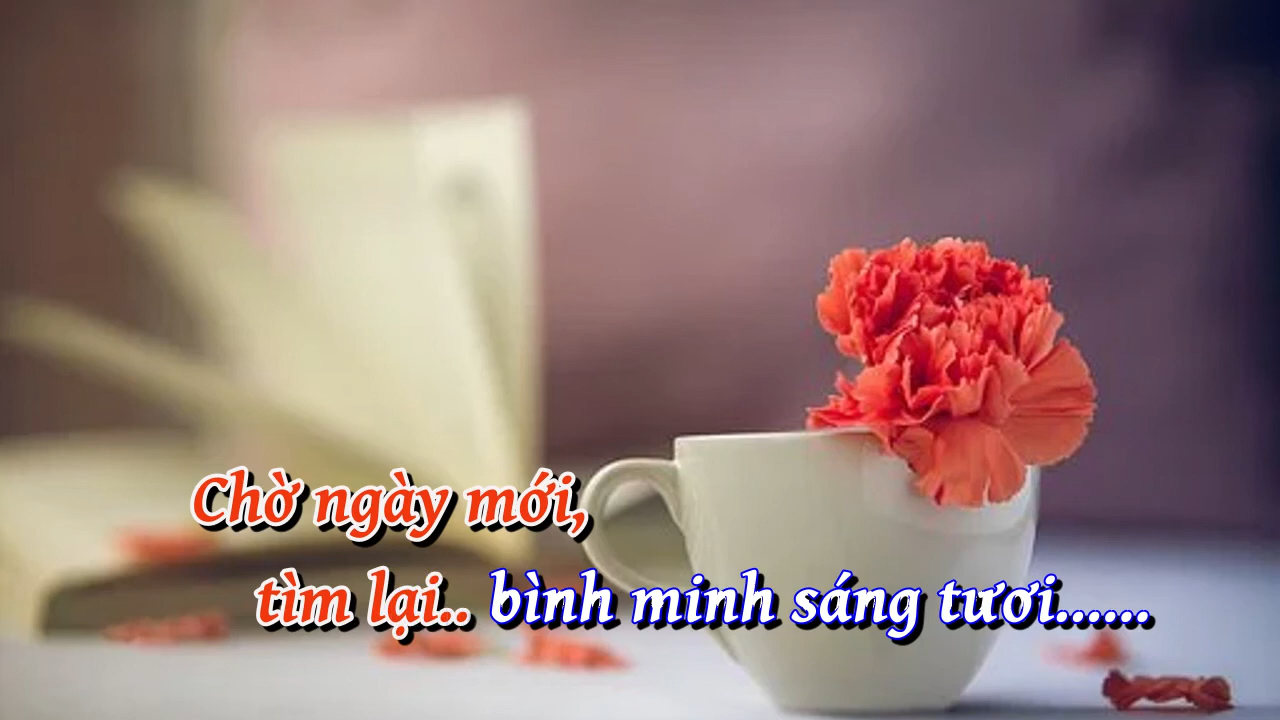 Chờ ngày mới,
tìm lại.. bình minh sáng tươi......